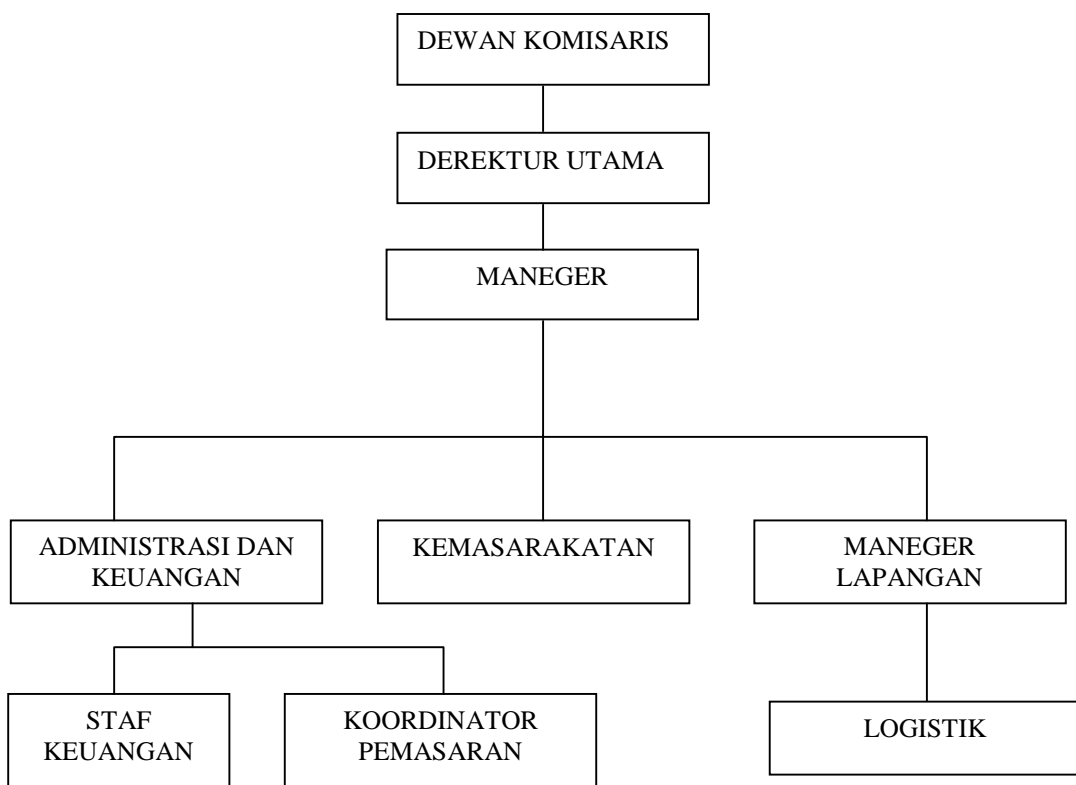 DEWAN KOMISARIS
DEREKTUR UTAMA
MANEGER
ADMINISTRASI DAN
KEUANGAN
KEMASARAKATAN
MANEGER
LAPANGAN
STAF
KEUANGAN
KOORDINATOR
PEMASARAN
LOGISTIK